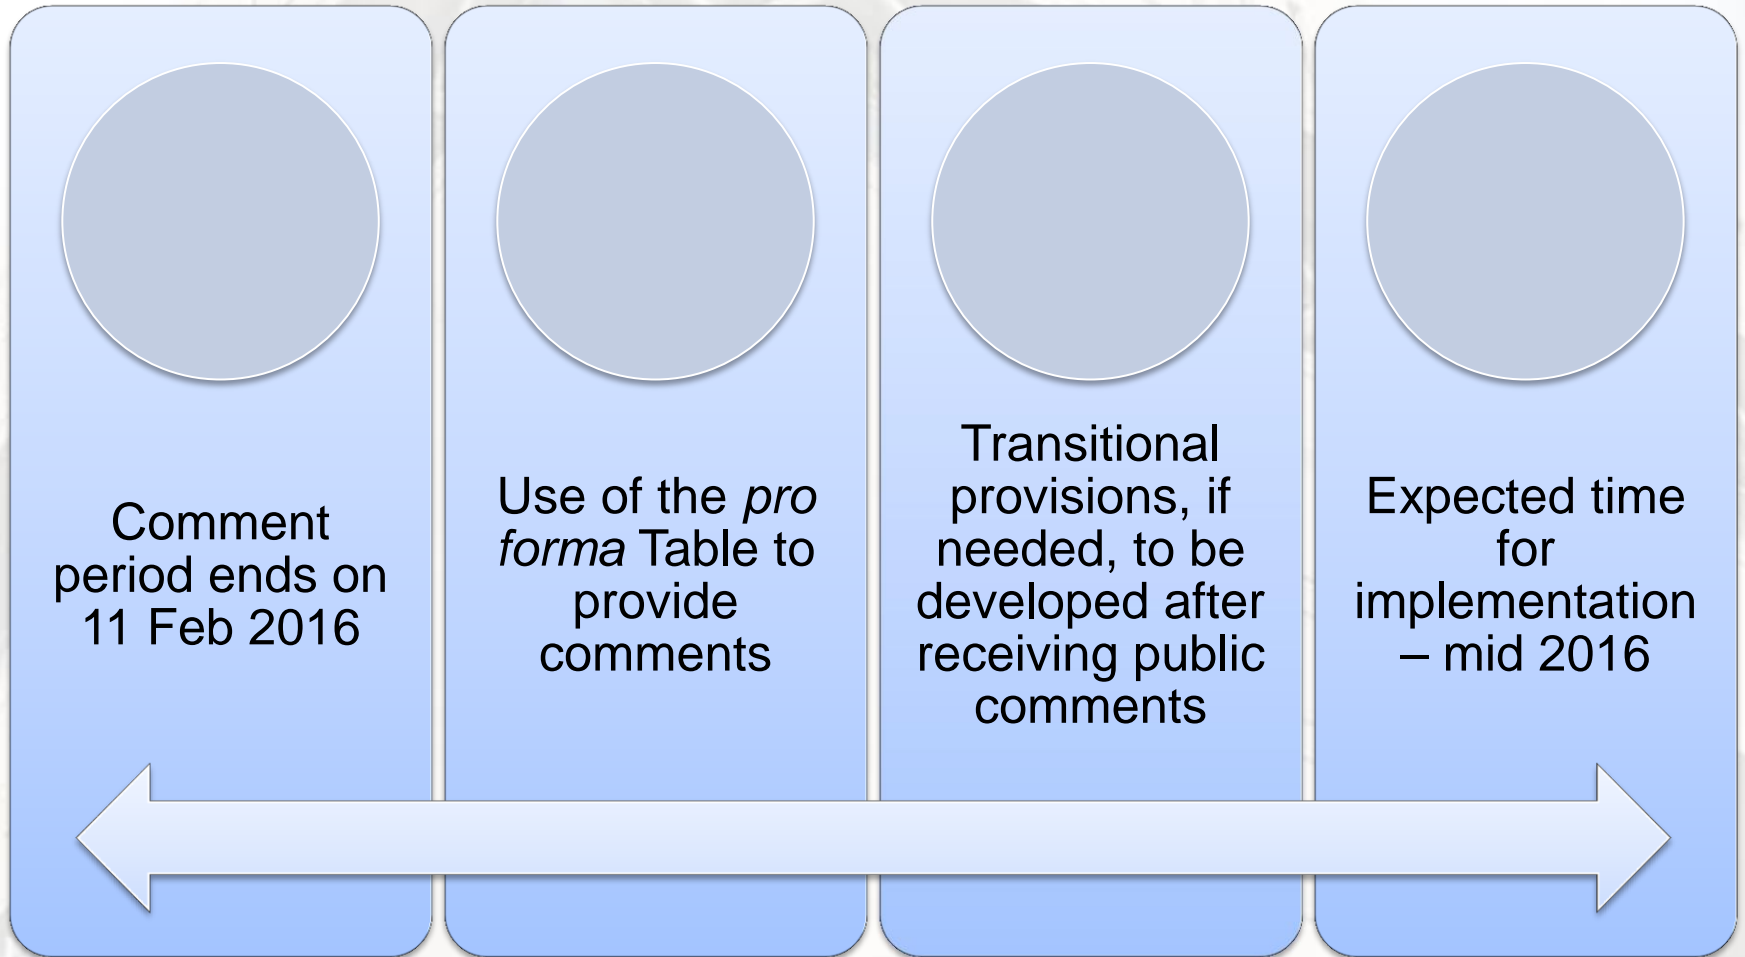 Comment
period ends on
11 Feb 2016
Use of the pro
forma Table to
provide
comments
Transitional
provisions, if
needed, to be
developed after
receiving public
comments
Expected time
for
implementation
– mid 2016